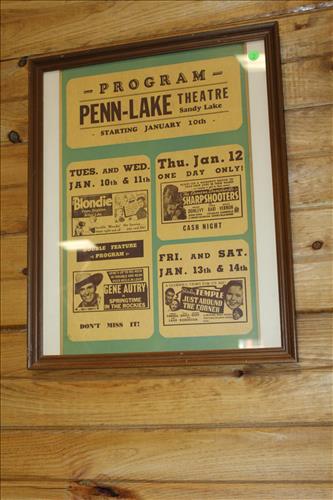 PROGRAM
PENN-LAKE THEATRE
Sandy Lake
STARTING JANUARY 10th
TUES. AND WED.
JAN. 10th & 11th
Blondie
DOUBLE FEATURE
PROGRAM
GENE AUTRY
in
SPRINGTIME
IN THE ROCKIES
DON'T MISS IT!
Thu. Jan. 12
ONE DAY ONLY!
SHARPSHOOTERS
CASH NIGHT
FRI. AND SAT.
JAN. 13th & 14th
TEMPLE
JUST AROUND
THE CORNER